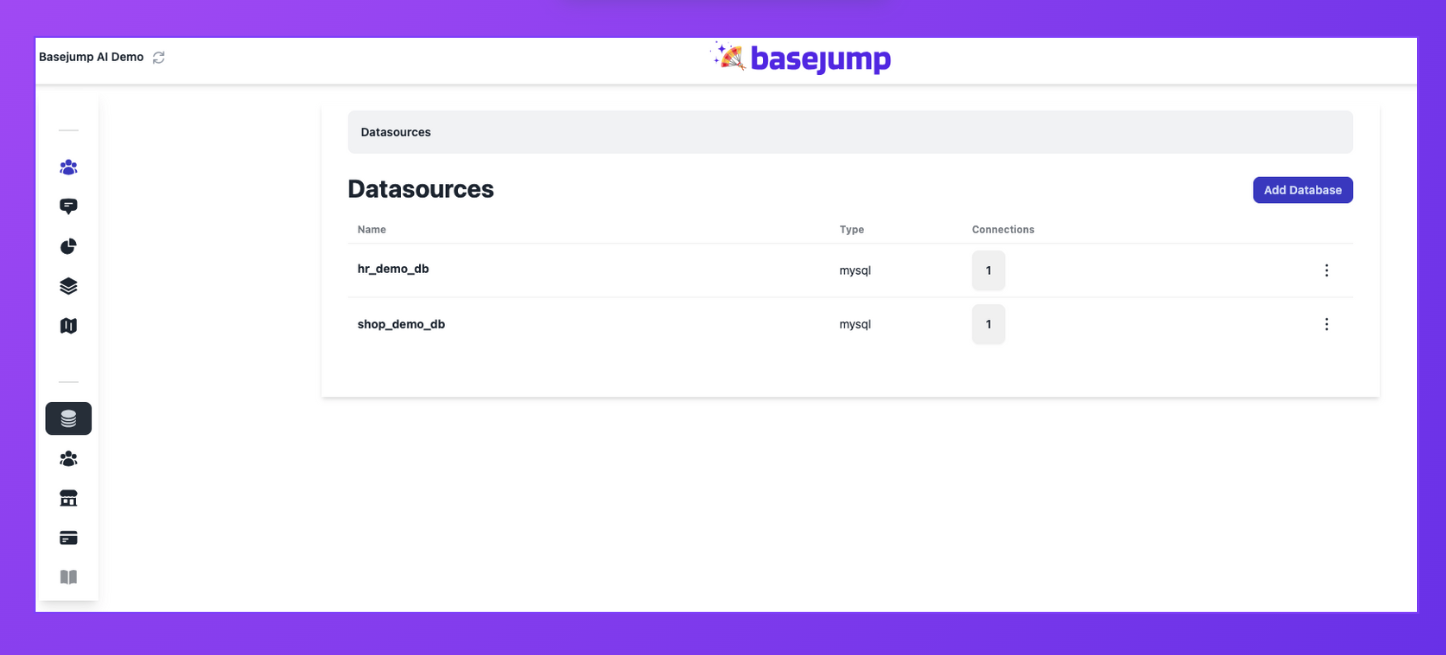 Basejump AI Demo
basejump
Datasources
Datasources
Add Database
Name Type Connections
hr_demo_db mysql 1
shop_demo_db mysql 1